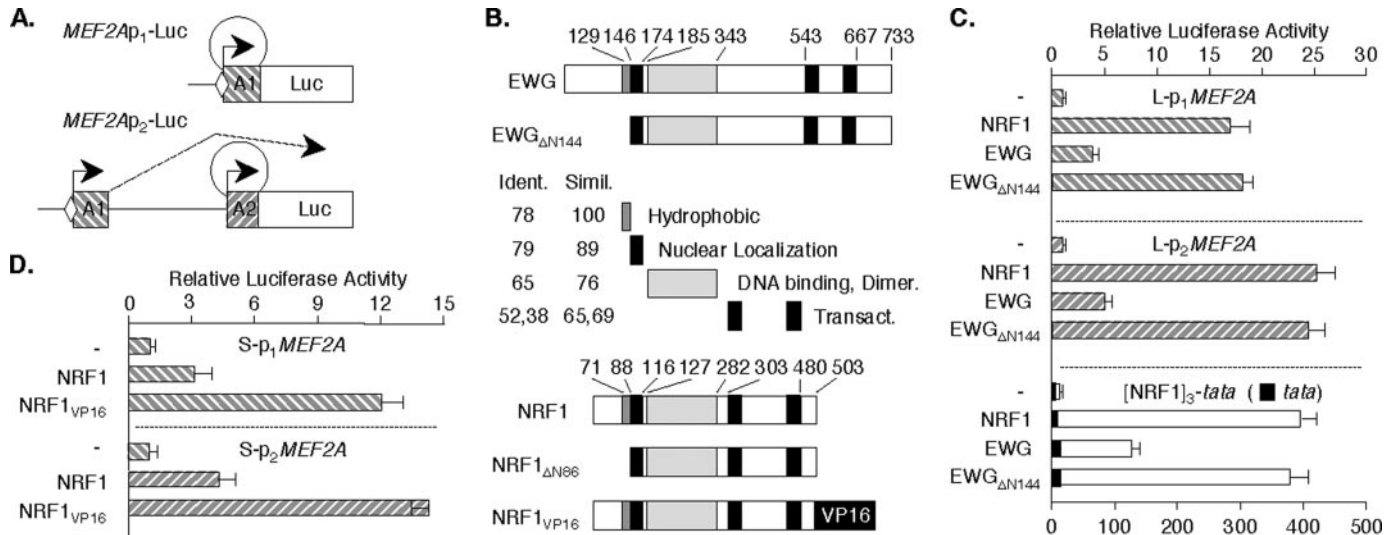 A.
MEF2Ap1-Luc
A1 Luc
MEF2Ap2-Luc
A1 A2 Luc
B.
129 146 174 185 343 543 667 733
EWG
EWGΔN144
Ident. Simil.
78 100 Hydrophobic
79 89 Nuclear Localization
65 76 DNA binding, Dimer.
52,38 65,69 Transact.
71 88 116 127 282 303 480 503
NRF1
NRF1ΔN86
NRF1VP16 VP16
C.
Relative Luciferase Activity
0 5 10 15 20 25 30
- L-p1MEF2A
NRF1
EWG
EWGΔN144
- L-p2MEF2A
NRF1
EWG
EWGΔN144
- [NRF1]3-tata ( tata)
NRF1
EWG
EWGΔN144
0 100 200 300 400 500
D.
Relative Luciferase Activity
0 3 6 9 12 15
- S-p1MEF2A
NRF1
NRF1VP16
- S-p2MEF2A
NRF1
NRF1VP16